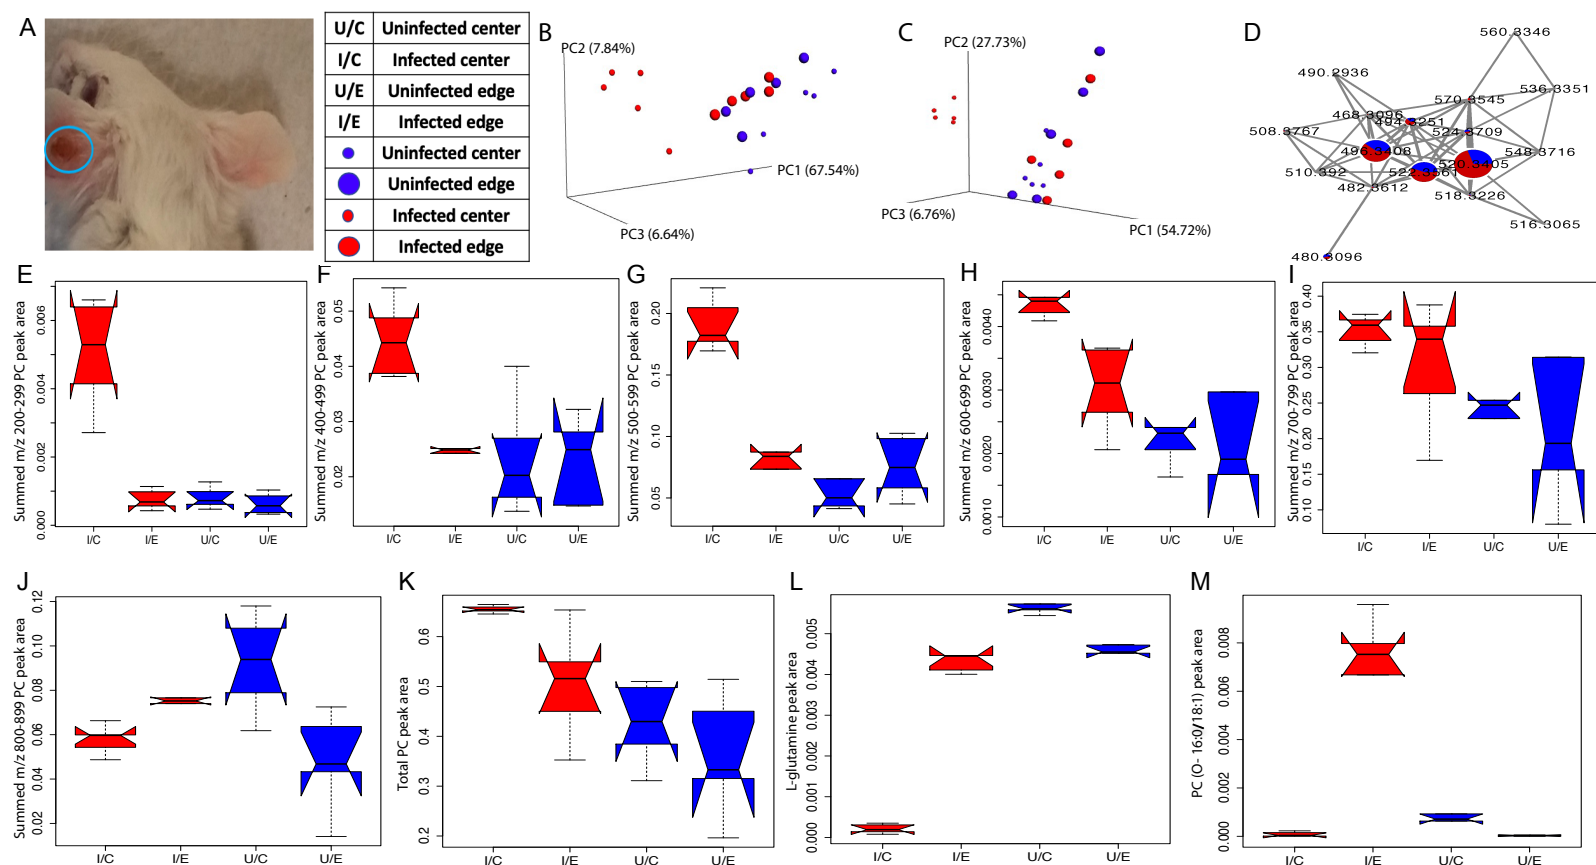 A
U/C Uninfected center
I/C Infected center
U/E Uninfected edge
I/E Infected edge
Uninfected center
Uninfected edge
Infected center
Infected edge
B
PC2 (7.84%)
PC1 (67.54%)
PC3 (6.64%)
C
PC2 (27.73%)
PC3 (6.76%)
PC1 (54.72%)
D
560.3346
490.2936
536.3351
570.3545
468.3096
494.3251
524.3709
508.3767
496.3408
548.3716
520.3405
510.392
522.3561
482.3612
518.3226
516.3065
480.3096
E
Summed m/z 200-299 PC peak area
0.000 0.002 0.004 0.006
I/C I/E U/C U/E
F
Summed m/z 400-499 PC peak area
0.02 0.03 0.04 0.05
I/C I/E U/C U/E
G
Summed m/z 500-599 PC peak area
0.05 0.10 0.15 0.20
I/C I/E U/C U/E
H
Summed m/z 600-699 PC peak area
0.0010 0.0020 0.0030 0.0040
I/C I/E U/C U/E
I
Summed m/z 700-799 PC peak area
0.10 0.15 0.20 0.25 0.30 0.35 0.40
I/C I/E U/C U/E
J
Summed m/z 800-899 PC peak area
0.02 0.04 0.06 0.08 0.10 0.12
I/C I/E U/C U/E
K
Total PC peak area
0.2 0.3 0.4 0.5 0.6
I/C I/E U/C U/E
L
L-glutamine peak area
0.000 0.001 0.002 0.003 0.004 0.005
I/C I/E U/C U/E
M
PC (O- 16:0/18:1) peak area
0.000 0.002 0.004 0.006 0.008
I/C I/E U/C U/E